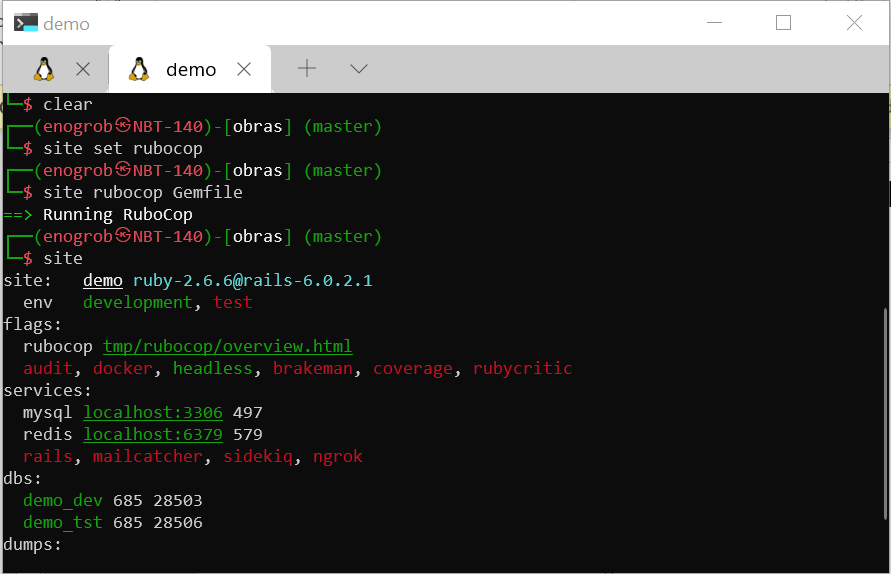 demo
demo
$ clear
(enogrob㉿NBT-140)-[obras] (master)
$ site set rubocop
(enogrob㉿NBT-140)-[obras] (master)
$ site rubocop Gemfile
==> Running RuboCop
(enogrob㉿NBT-140)-[obras] (master)
$ site
site: demo ruby-2.6.6@rails-6.0.2.1
env development, test
flags:
rubocop tmp/rubocop/overview.html
audit, docker, headless, brakeman, coverage, rubycritic
services:
mysql localhost:3306 497
redis localhost:6379 579
rails, mailcatcher, sidekiq, ngrok
dbs:
demo_dev 685 28503
demo_tst 685 28506
dumps: